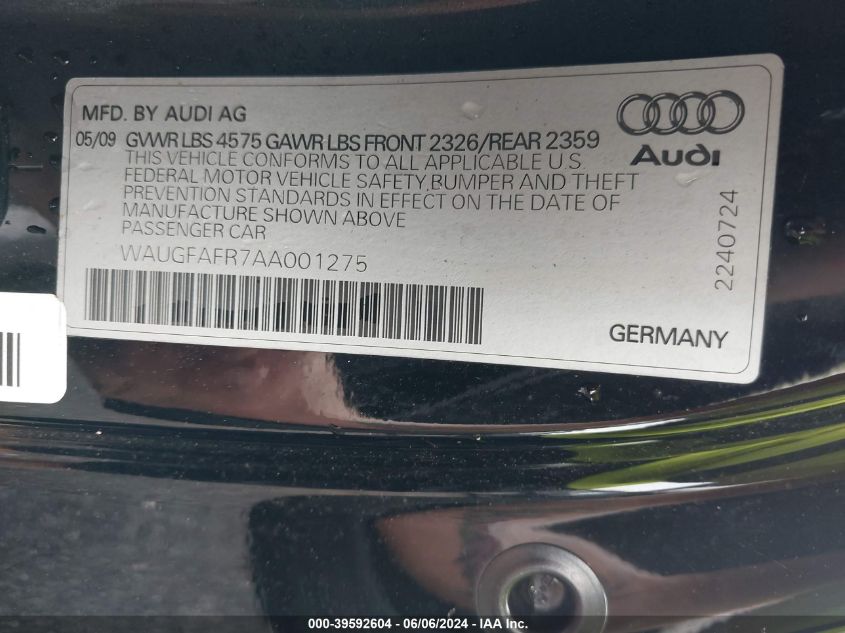 MFD. BY AUDI AG
05/09 GVWR LBS 4575 GAWR LBS FRONT 2326/REAR 2359
THIS VEHICLE CONFORMS TO ALL APPLICABLE U.S.
FEDERAL MOTOR VEHICLE SAFETY,BUMPER AND THEFT
PREVENTION STANDARDS IN EFFECT ON THE DATE OF
MANUFACTURE SHOWN ABOVE
PASSENGER CAR
WAUGFAFR7AA001275
Audi
2240724
GERMANY
000-39592604 - 06/06/2024 - IAA Inc.